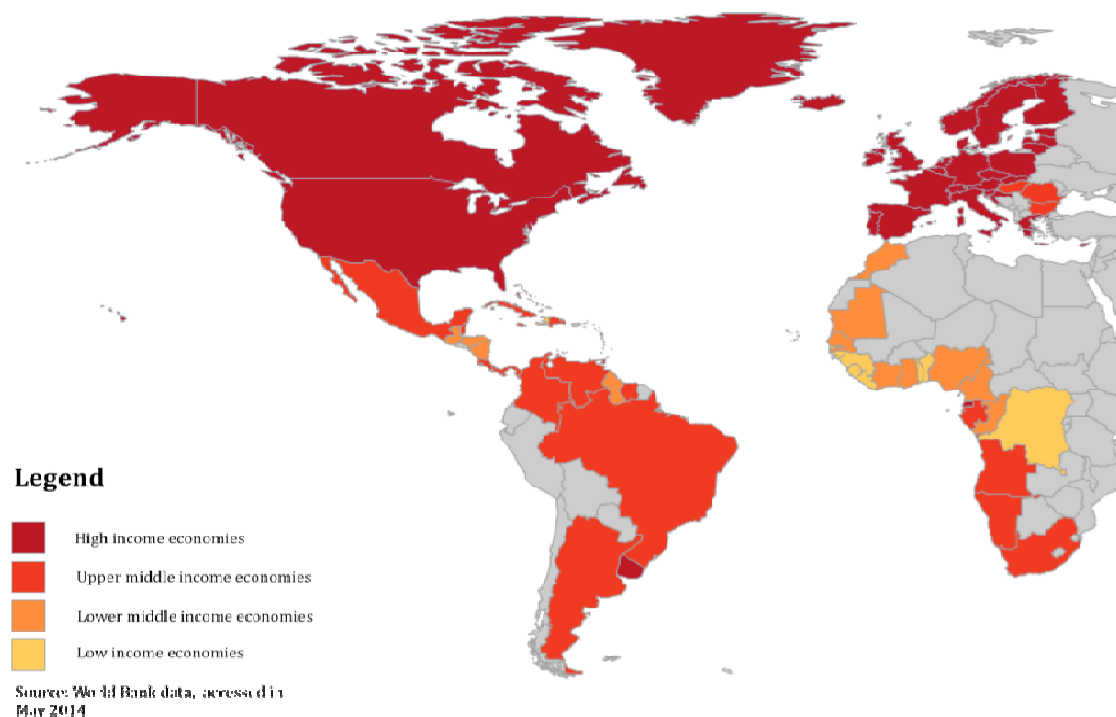 Legend
High income economies
Upper middle income economies
Lower middle income economies
Low income economies
Source: World Bank data, accessed in
May 2014